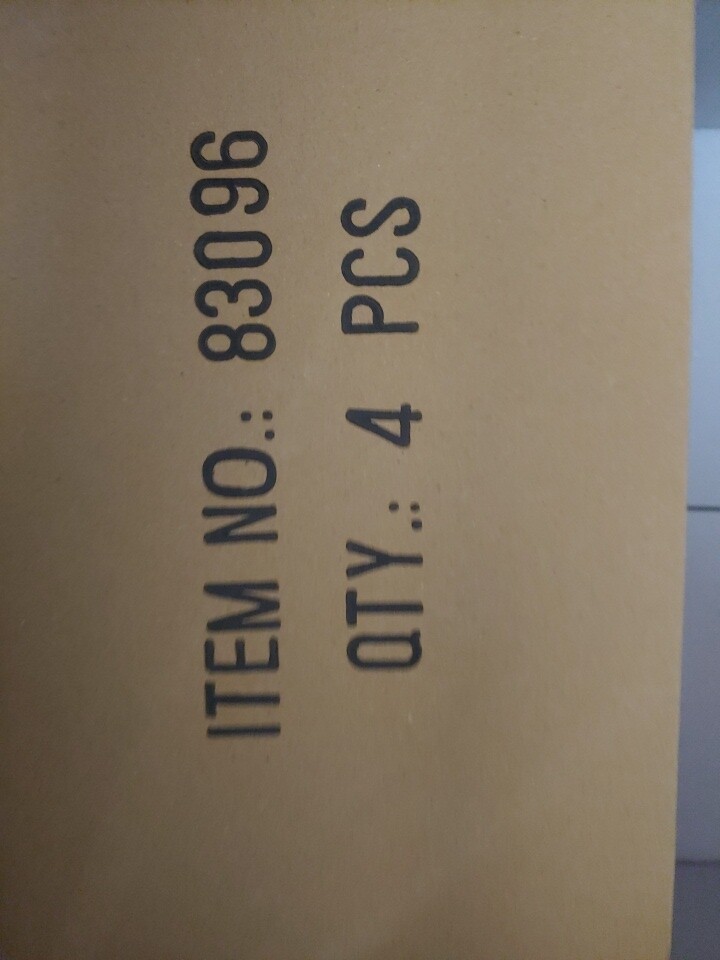 ITEM NO.: 83096
QTY.: 4 PCS